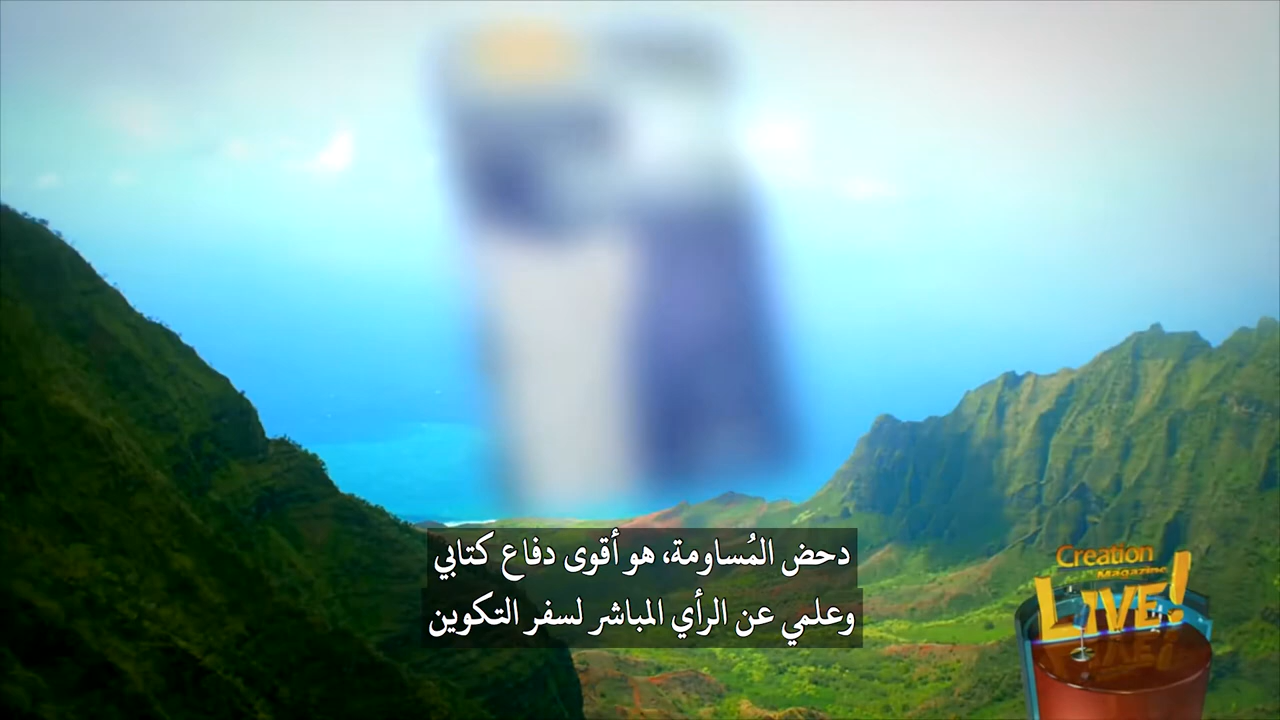 دحض المُساومة، هو أقوى دفاع كتابي
وعلمي عن الرأي المباشر لسفر التكوين
Creation
Magazine
LIVE!